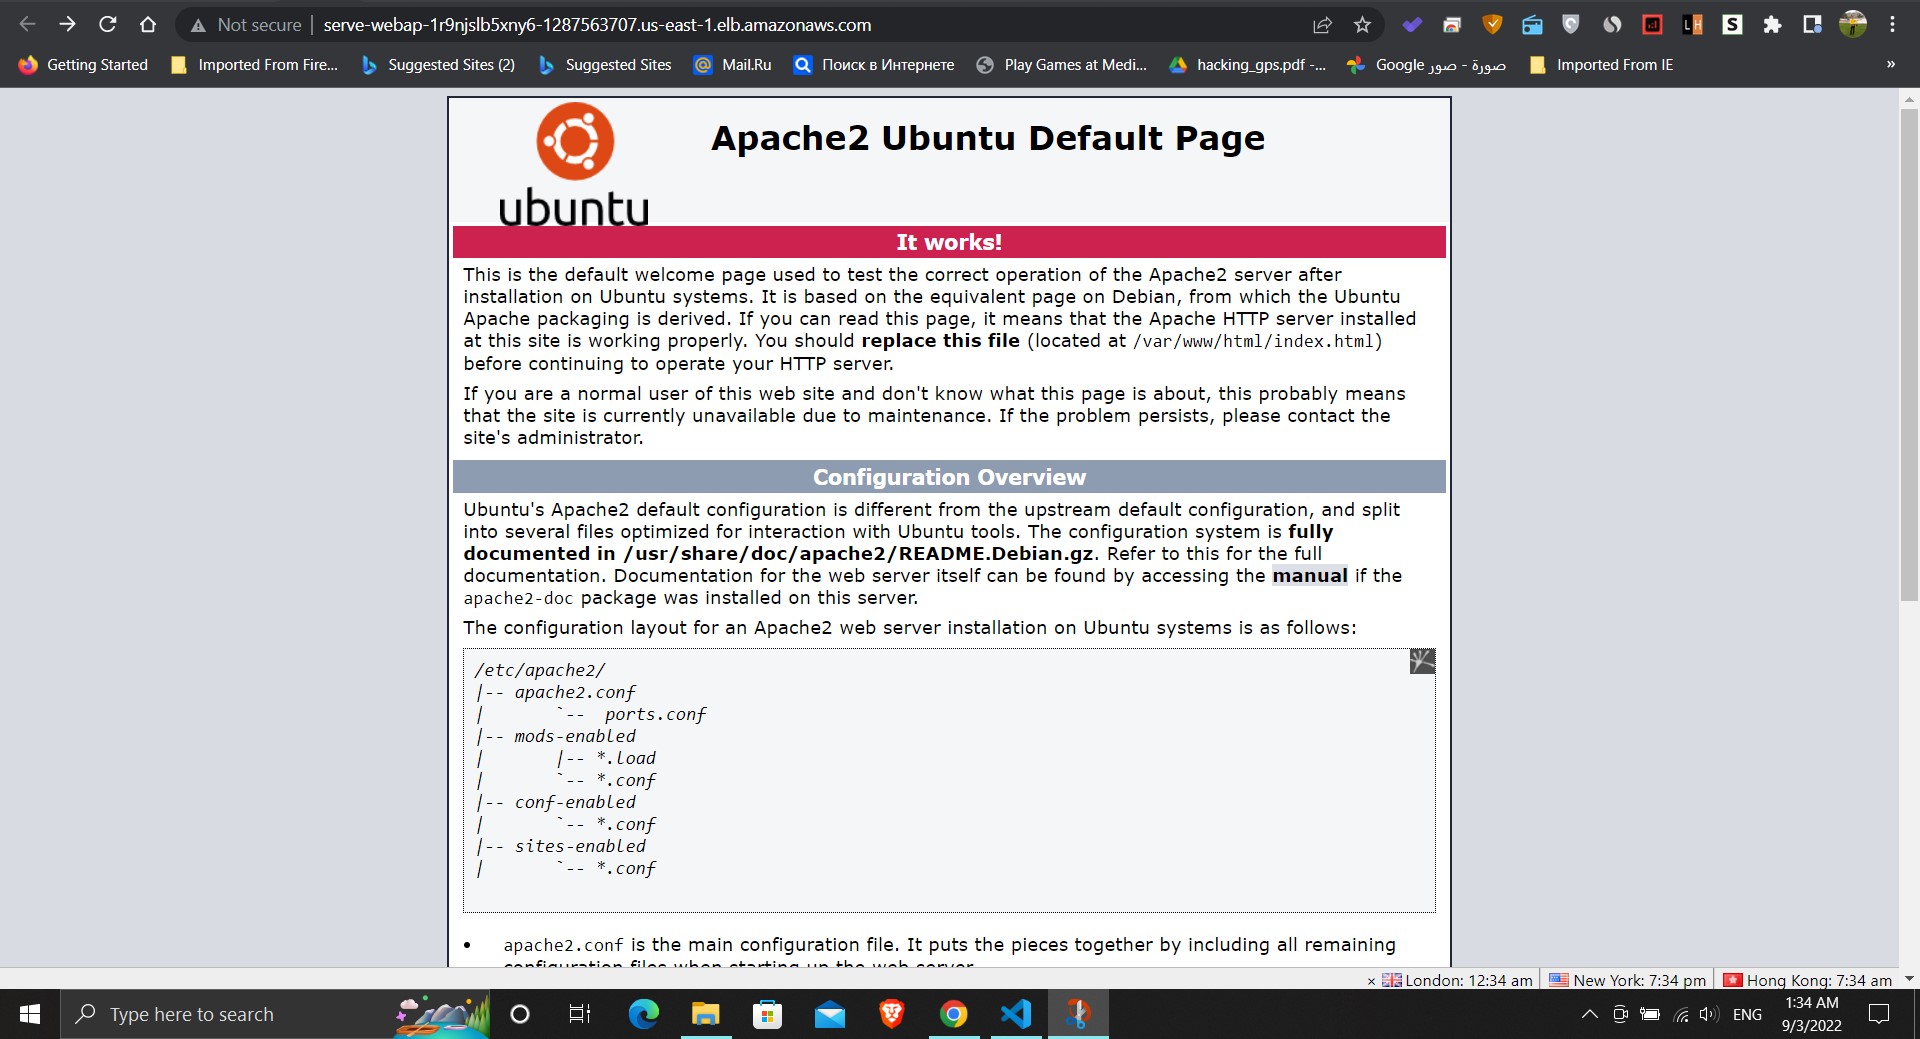 Not secure | serve-webap-1r9njslb5xny6-1287563707.us-east-1.elb.amazonaws.com
Getting Started Imported From Fire... Suggested Sites (2) Suggested Sites Mail.Ru Поиск в Интернете Play Games at Medi... hacking_gps.pdf -... Google صورة - صور Imported From IE »
ubuntu
Apache2 Ubuntu Default Page
It works!
This is the default welcome page used to test the correct operation of the Apache2 server after
installation on Ubuntu systems. It is based on the equivalent page on Debian, from which the Ubuntu
Apache packaging is derived. If you can read this page, it means that the Apache HTTP server installed
at this site is working properly. You should replace this file (located at /var/www/html/index.html)
before continuing to operate your HTTP server.
If you are a normal user of this web site and don't know what this page is about, this probably means
that the site is currently unavailable due to maintenance. If the problem persists, please contact the
site's administrator.
Configuration Overview
Ubuntu's Apache2 default configuration is different from the upstream default configuration, and split
into several files optimized for interaction with Ubuntu tools. The configuration system is fully
documented in /usr/share/doc/apache2/README.Debian.gz. Refer to this for the full
documentation. Documentation for the web server itself can be found by accessing the manual if the
apache2-doc package was installed on this server.
The configuration layout for an Apache2 web server installation on Ubuntu systems is as follows:
/etc/apache2/
|-- apache2.conf
|       `--  ports.conf
|-- mods-enabled
|       |-- *.load
|       `-- *.conf
|-- conf-enabled
|       `-- *.conf
|-- sites-enabled
|       `-- *.conf
• apache2.conf is the main configuration file. It puts the pieces together by including all remaining
configuration files when starting up the web server.
× London: 12:34 am New York: 7:34 pm Hong Kong: 7:34 am
Type here to search
ENG
1:34 AM
9/3/2022